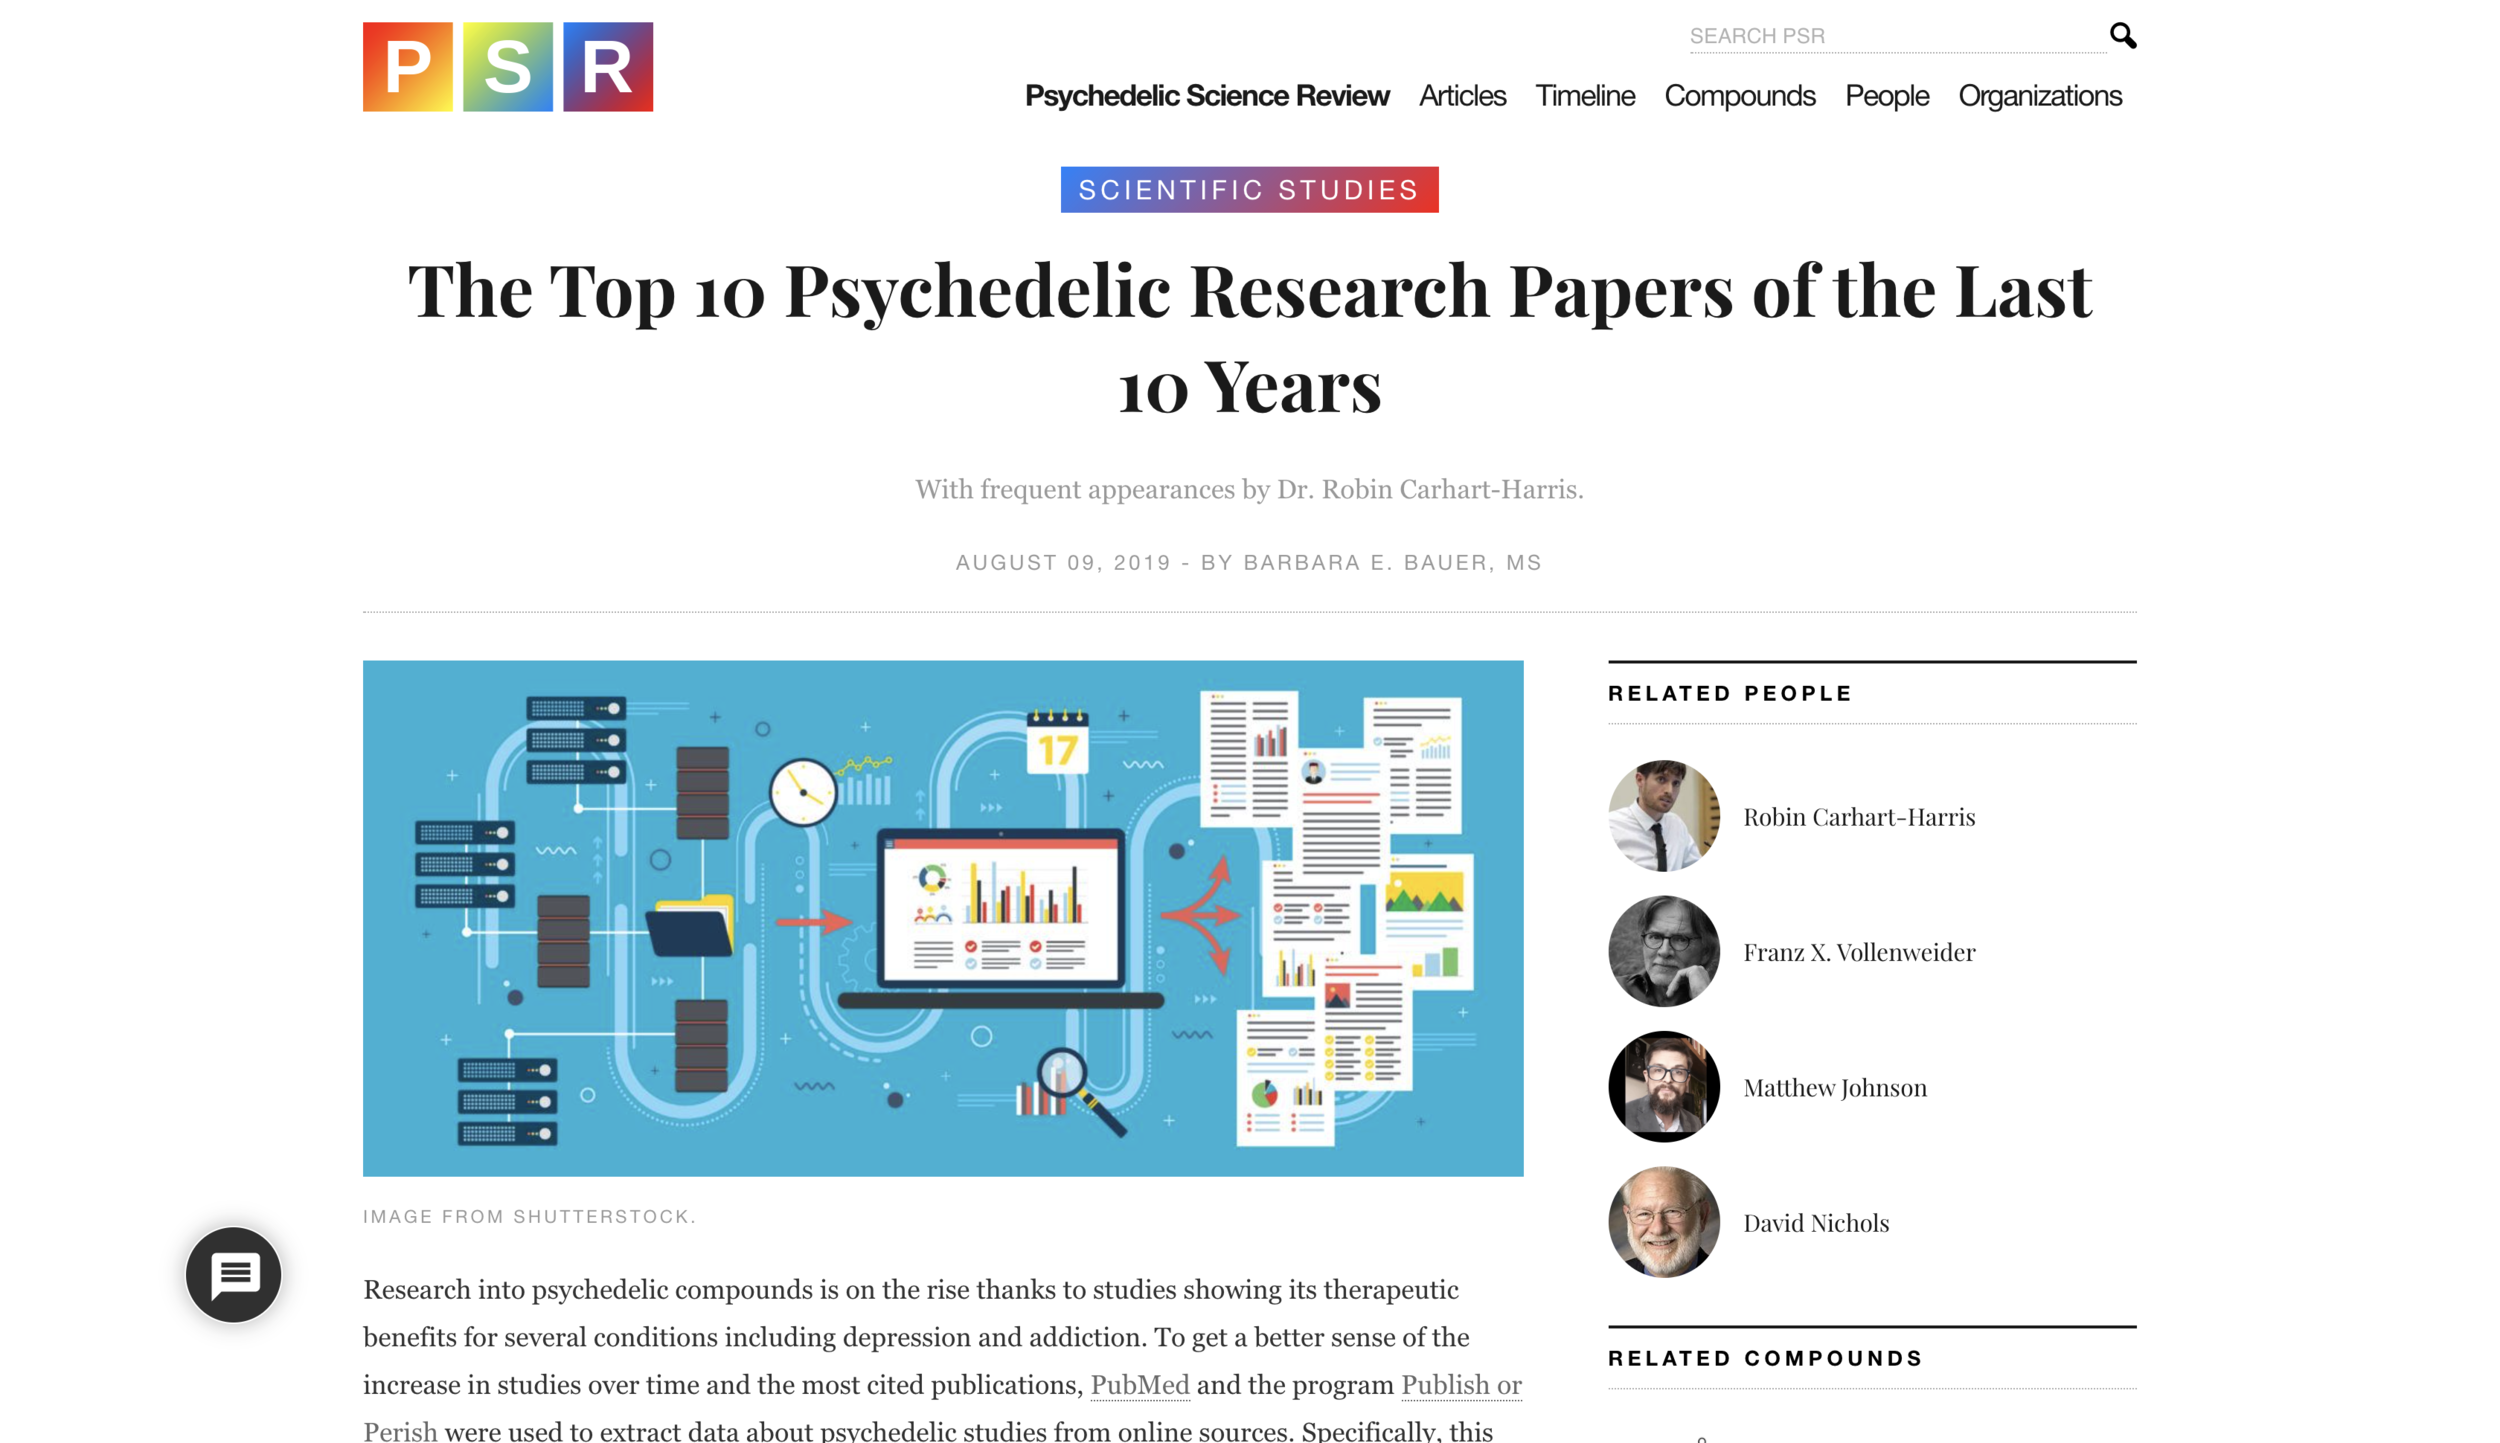 P S R
SEARCH PSR
Psychedelic Science Review Articles Timeline Compounds People Organizations
SCIENTIFIC STUDIES
The Top 10 Psychedelic Research Papers of the Last
10 Years
With frequent appearances by Dr. Robin Carhart-Harris.
AUGUST 09, 2019 - BY BARBARA E. BAUER, MS
17
IMAGE FROM SHUTTERSTOCK.
Research into psychedelic compounds is on the rise thanks to studies showing its therapeutic
benefits for several conditions including depression and addiction. To get a better sense of the
increase in studies over time and the most cited publications, PubMed and the program Publish or
Perish were used to extract data about psychedelic studies from online sources. Specifically, this
RELATED PEOPLE
Robin Carhart-Harris
Franz X. Vollenweider
Matthew Johnson
David Nichols
RELATED COMPOUNDS